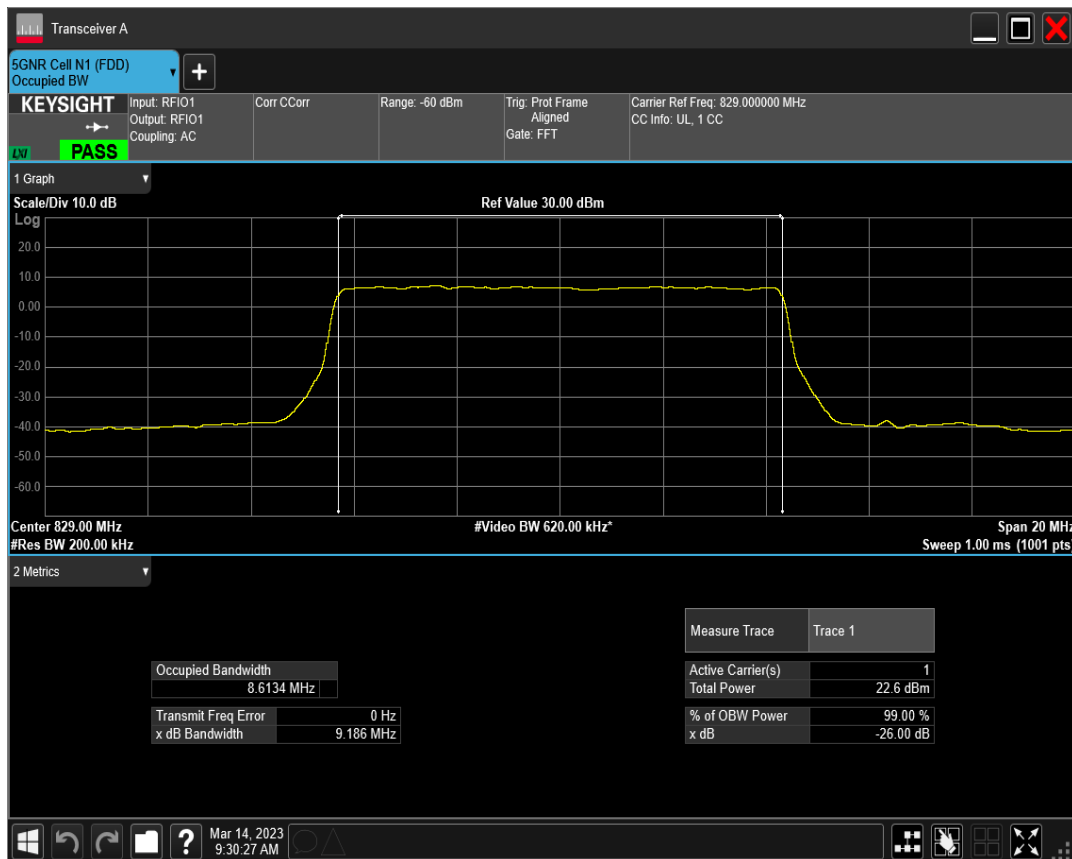 Transceiver A
5GNR Cell N1 (FDD)
Occupied BW
+
KEYSIGHT
LXI
PASS
Input: RFIO1
Output: RFIO1
Coupling: AC
Corr CCorr
Range: -60 dBm
Trig: Prot Frame
Aligned
Gate: FFT
Carrier Ref Freq: 829.000000 MHz
CC Info: UL, 1 CC
1 Graph
Scale/Div 10.0 dB
Ref Value 30.00 dBm
Log
20.0
10.0
0.00
-10.0
-20.0
-30.0
-40.0
-50.0
-60.0
Center 829.00 MHz
#Video BW 620.00 kHz*
Span 20 MHz
#Res BW 200.00 kHz
Sweep 1.00 ms (1001 pts)
2 Metrics
Measure Trace Trace 1
Occupied Bandwidth
8.6134 MHz
Active Carrier(s) 1
Total Power 22.6 dBm
Transmit Freq Error 0 Hz
x dB Bandwidth 9.186 MHz
% of OBW Power 99.00 %
x dB -26.00 dB
?
Mar 14, 2023
9:30:27 AM